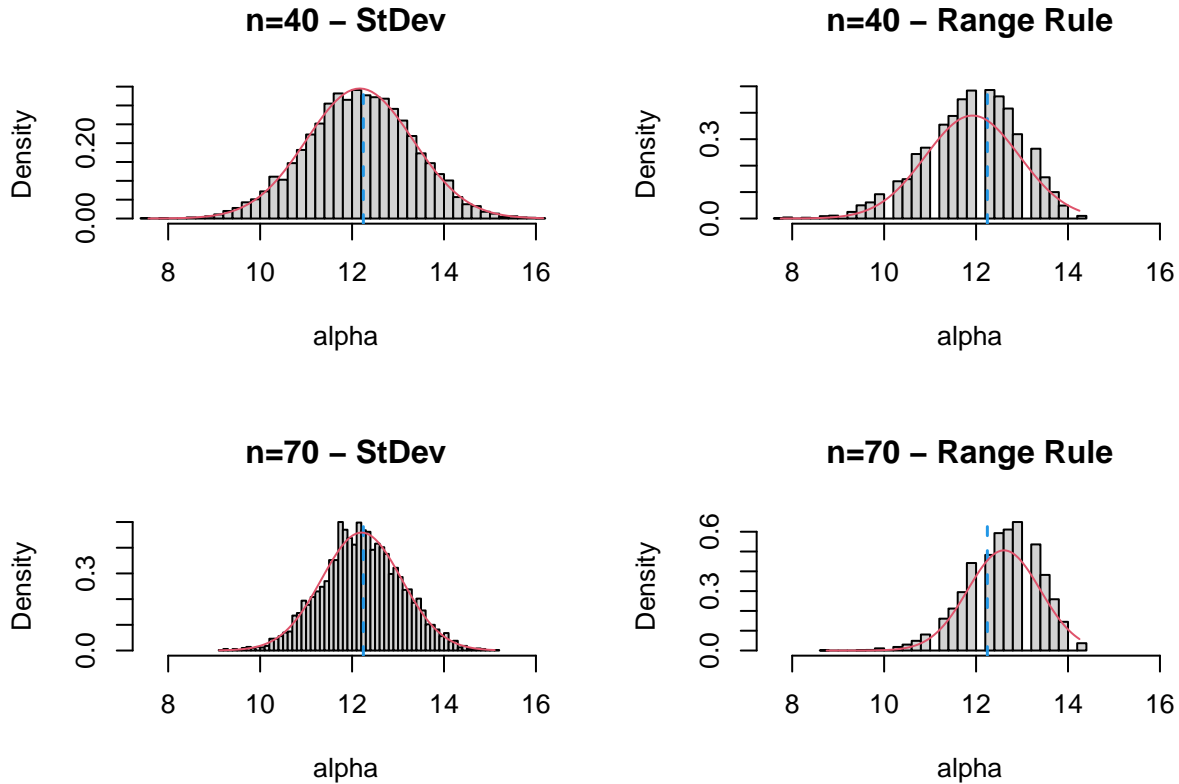 n=40 – StDev
Density
0.00 0.20
8 10 12 14 16
alpha
n=40 – Range Rule
Density
0.0 0.3
8 10 12 14 16
alpha
n=70 – StDev
Density
0.0 0.3
8 10 12 14 16
alpha
n=70 – Range Rule
Density
0.0 0.3 0.6
8 10 12 14 16
alpha